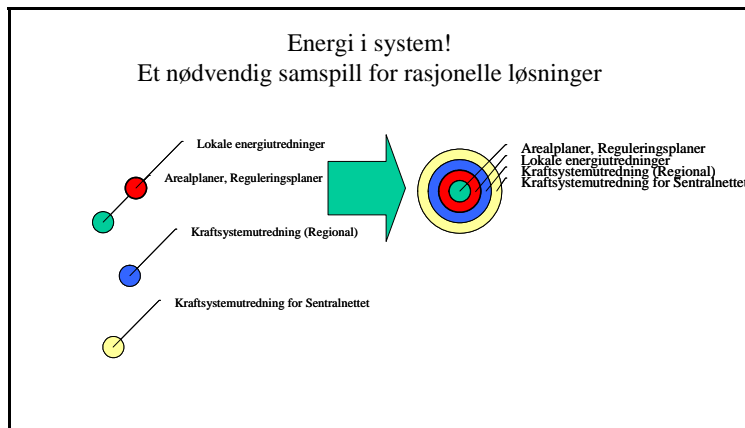 Energi i system!
Et nødvendig samspill for rasjonelle løsninger
Lokale energiutredninger
Arealplaner, Reguleringsplaner
Kraftsystemutredning (Regional)
Kraftsystemutredning for Sentralnettet
Arealplaner, Reguleringsplaner
Lokale energiutredninger
Kraftsystemutredning (Regional)
Kraftsystemutredning for Sentralnettet